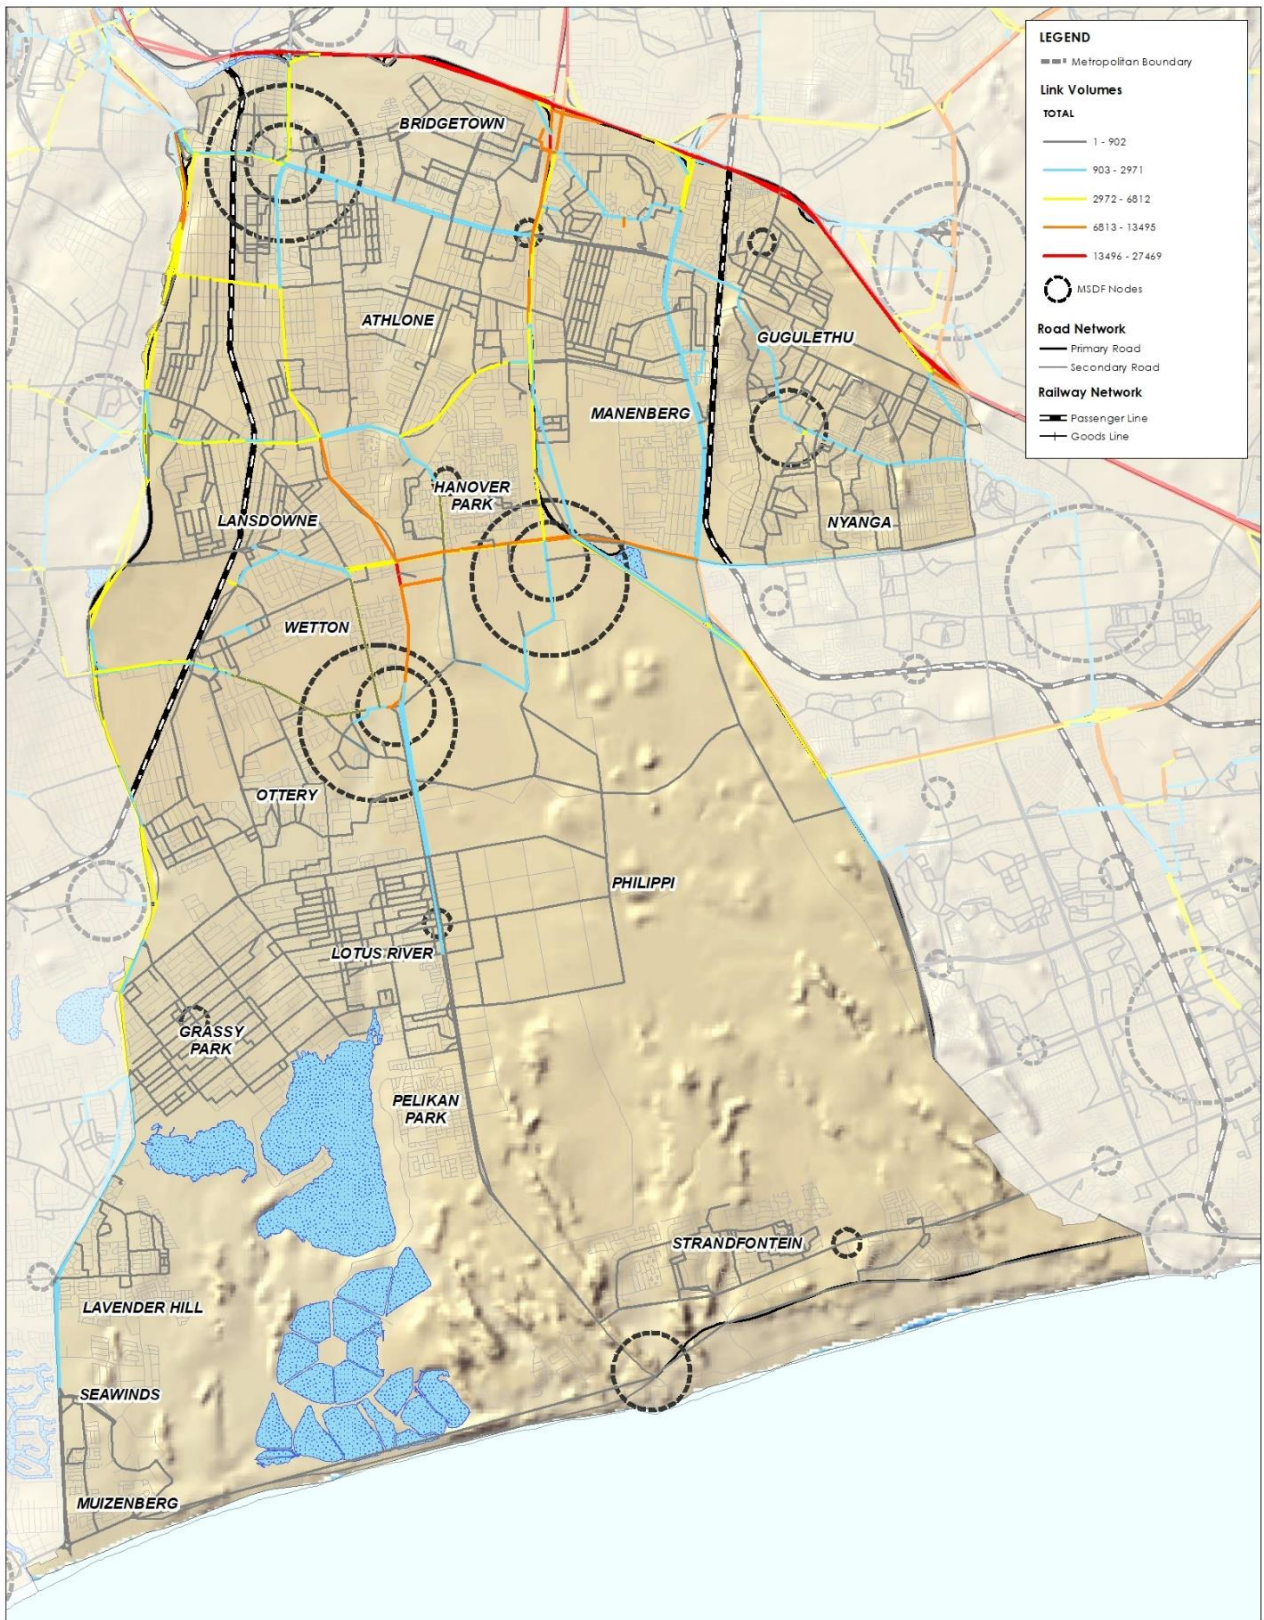 LEGEND
Metropolitan Boundary
Link Volumes
TOTAL
1 - 902
903 - 2971
2972 - 6812
6813 - 13495
13496 - 27469
MSDF Nodes
Road Network
Primary Road
Secondary Road
Railway Network
Passenger Line
Goods Line
BRIDGETOWN
ATHLONE
GUGULETHU
MANENBERG
HANOVER
PARK
LANSDOWNE
NYANGA
WETTON
OTTERY
PHILIPPI
LOTUS RIVER
GRASSY
PARK
PELIKAN
PARK
STRANDFONTEIN
LAVENDER HILL
SEAWINDS
MUIZENBERG